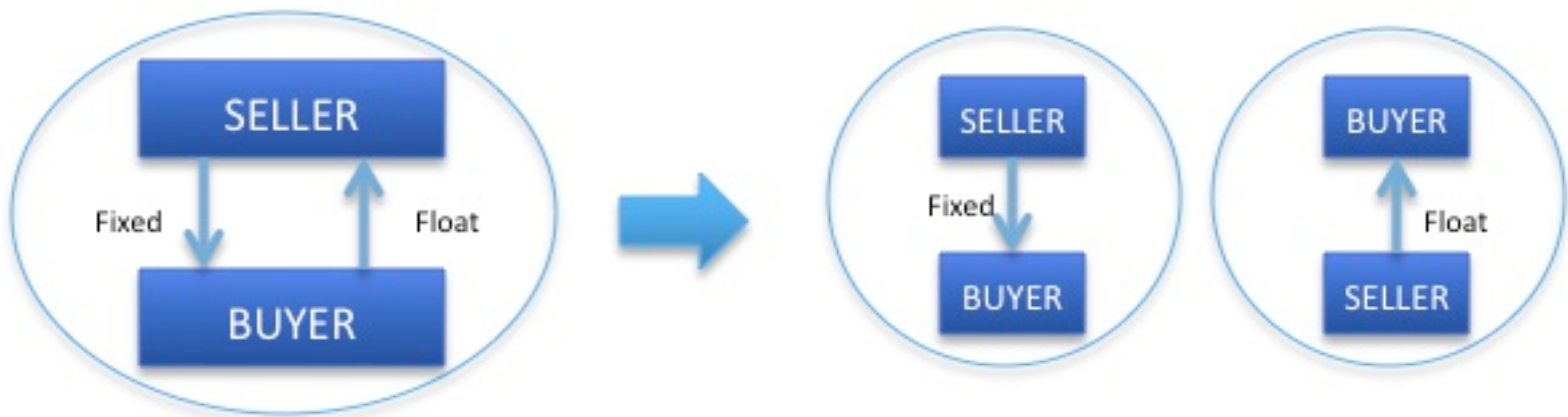 SELLER
Fixed
Float
BUYER
SELLER
Fixed
BUYER
BUYER
Float
SELLER